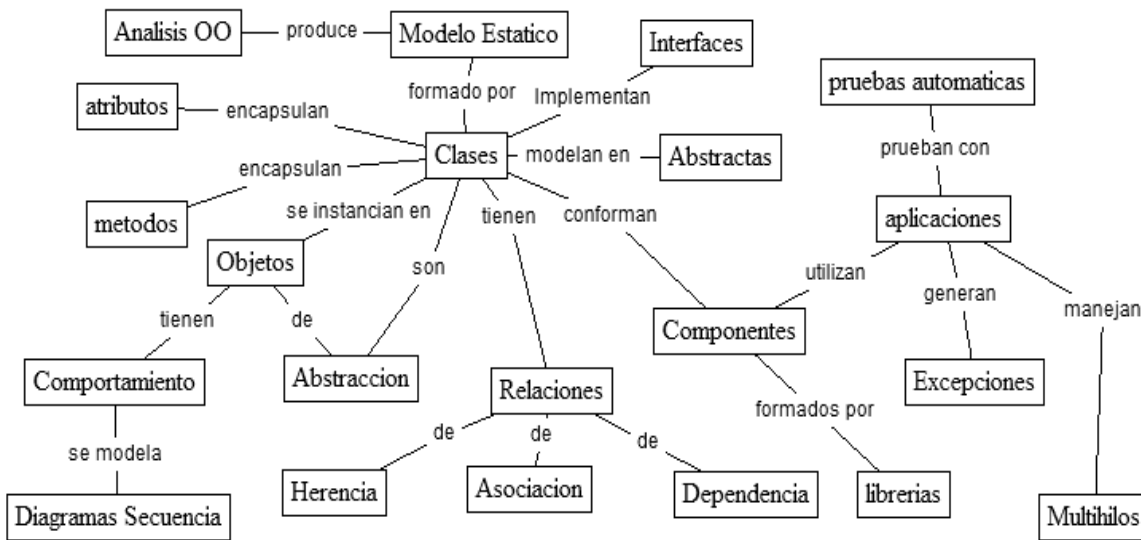 Analisis OO
produce
Modelo Estatico
Interfaces
pruebas automaticas
formado por
Implementan
atributos
encapsulan
prueban con
Clases
modelan en
Abstractas
encapsulan
metodos
se instancian en
tienen
conforman
aplicaciones
Objetos
son
utilizan
generan
manejan
tienen
de
Componentes
Comportamiento
Abstraccion
Relaciones
Excepciones
formados por
de
de
de
se modela
Herencia
Asociacion
Dependencia
librerias
Diagramas Secuencia
Multihilos